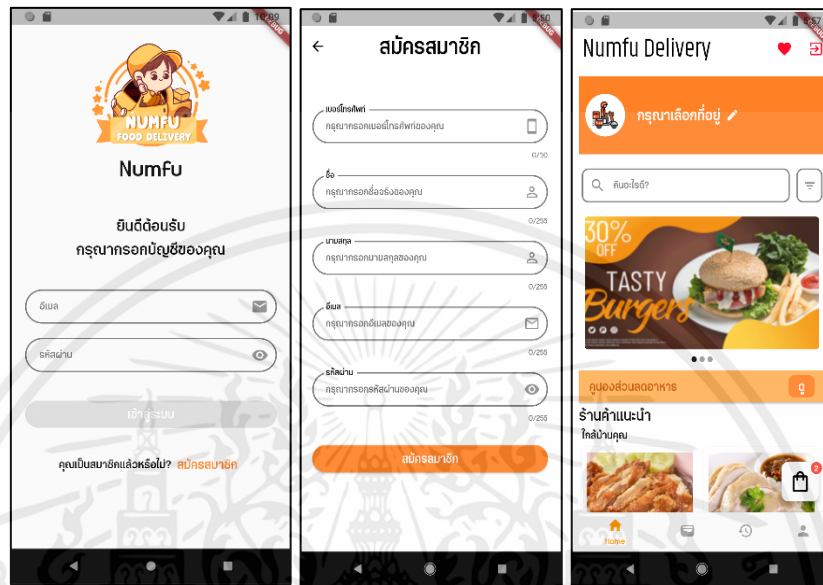 10:09
NUMFU
FOOD DELIVERY
Numfu
ยินดีต้อนรับ
กรุณากรอกบัญชีของคุณ
อีเมล
รหัสผ่าน
เข้าสู่ระบบ
คุณเป็นสมาชิกแล้วหรือไม่? สมัครสมาชิก
5:50
สมัครสมาชิก
เบอร์โทรศัพท์
กรุณากรอกเบอร์โทรศัพท์ของคุณ
0/10
ชื่อ
กรุณากรอกชื่อจริงของคุณ
0/255
นามสกุล
กรุณากรอกนามสกุลของคุณ
0/255
อีเมล
กรุณากรอกอีเมลของคุณ
0/255
รหัสผ่าน
กรุณากรอกรหัสผ่านของคุณ
0/255
สมัครสมาชิก
5:57
Numfu Delivery
กรุณาเลือกที่อยู่
ค้นอะไรดี?
30%
OFF
TASTY
Burgers
คูปองส่วนลดอาหาร
ดู
ร้านค้าแนะนำ
ใกล้บ้านคุณ
2
Home